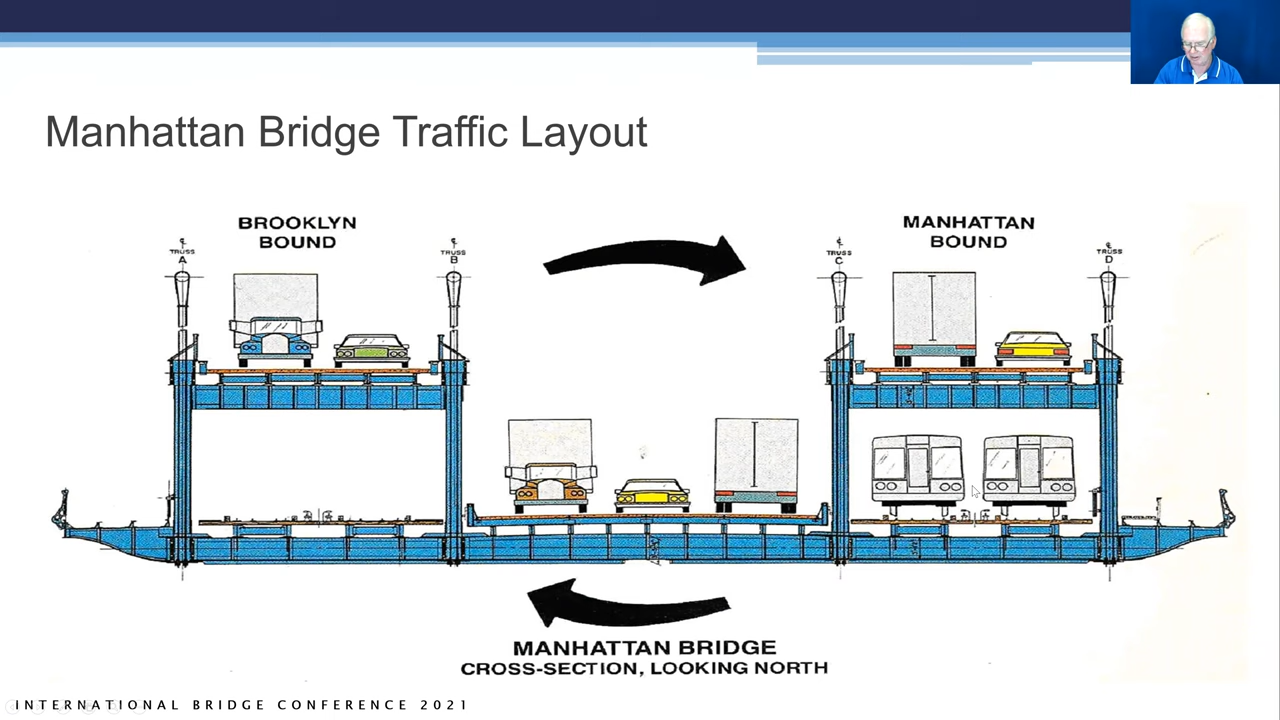 Manhattan Bridge Traffic Layout
BROOKLYN
BOUND
MANHATTAN
BOUND
℄
TRUSS
A
℄
TRUSS
B
℄
TRUSS
C
℄
TRUSS
D
MANHATTAN BRIDGE
CROSS-SECTION, LOOKING NORTH
INTERNATIONAL BRIDGE CONFERENCE 2021